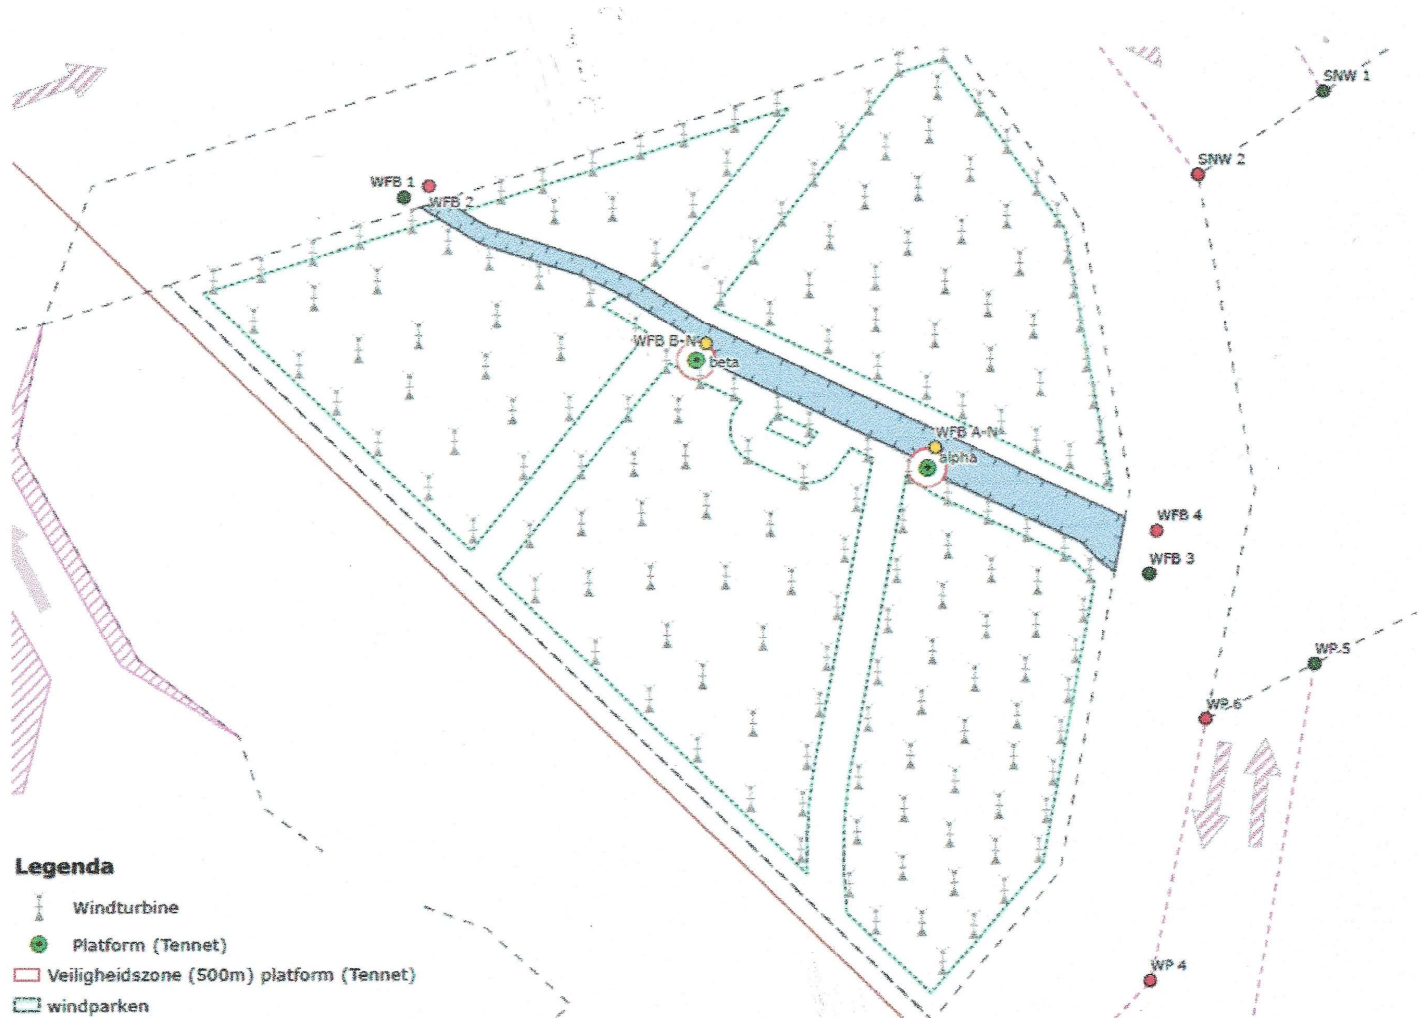 SNW 1
SNW 2
WFB 1
WFB 2
WFB B-N
beta
WFB A-N
alpha
WFB 4
WFB 3
WP 5
WP 6
WP 4
Legenda
Windturbine
Platform (Tennet)
Veiligheidszone (500m) platform (Tennet)
windparken